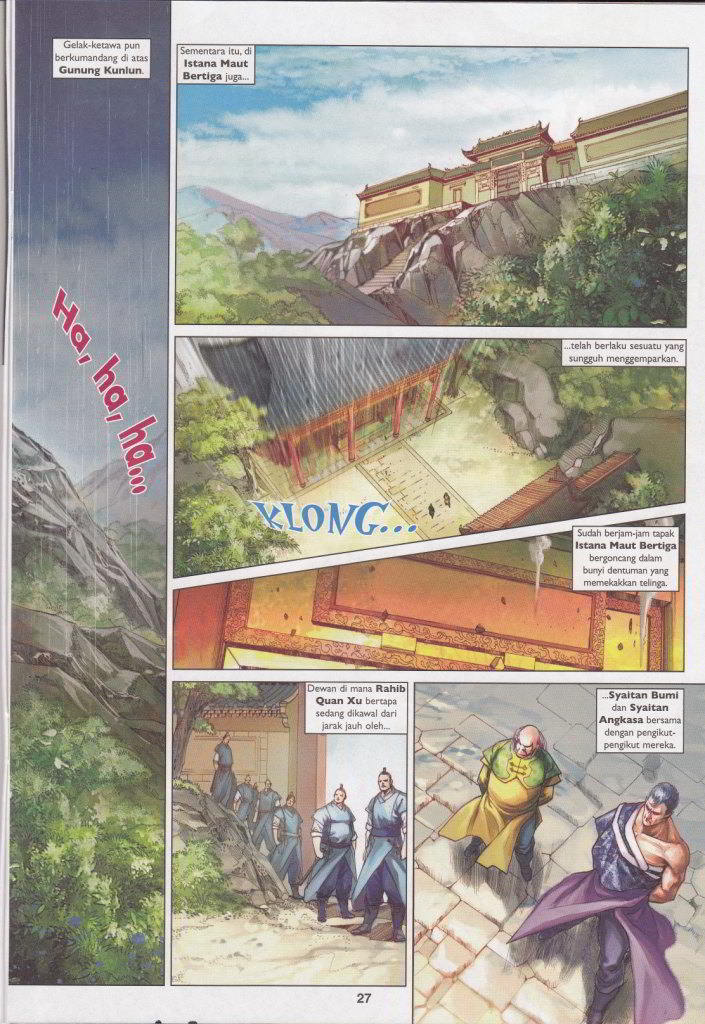 Gelak-ketawa pun
berkumandang di atas
Gunung Kunlun.
Ha, ha, ha, ha...
Sementara itu, di
Istana Maut
Bertiga juga...
...telah berlaku sesuatu yang
sungguh menggemparkan.
KLONG...
Sudah berjam-jam tapak
Istana Maut Bertiga
bergoncang dalam
bunyi dentuman yang
memekakkan telinga.
Dewan di mana Rahib
Quan Xu bertapa
sedang dikawal dari
jarak jauh oleh...
...Syaitan Bumi
dan Syaitan
Angkasa bersama
dengan pengikut-
pengikut mereka.
27